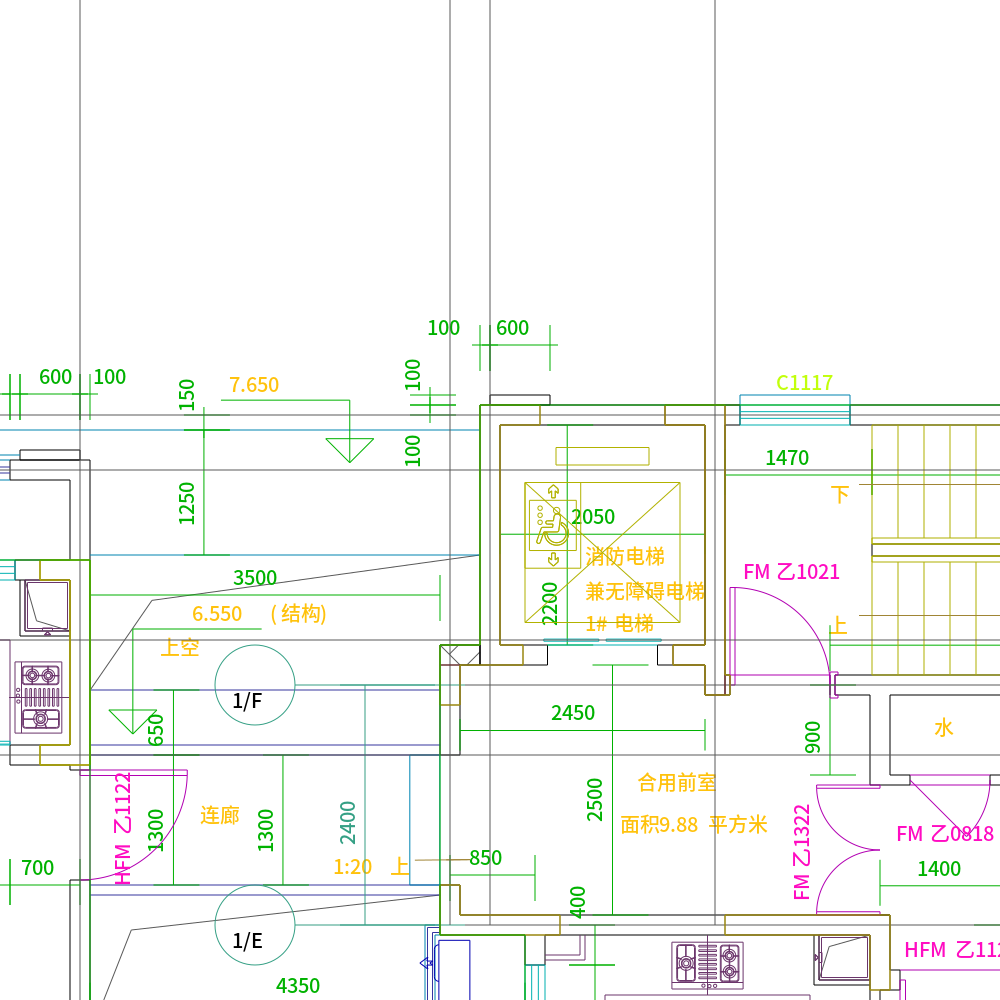 100 600
600 100
150
7.650
100
C1117
100
1470
1250
下
2050
消防电梯
FM 乙1021
3500
兼无障碍电梯
2200
6.550 （结构)
1# 电梯
上
上空
1/F
2450
水
650
900
合用前室
HFM 乙1122
1300
连廊
1300
2400
2500
面积9.88 平方米
FM 乙1322
FM 乙0818
700
1:20 上
850
1400
400
1/E
HFM 乙112
4350